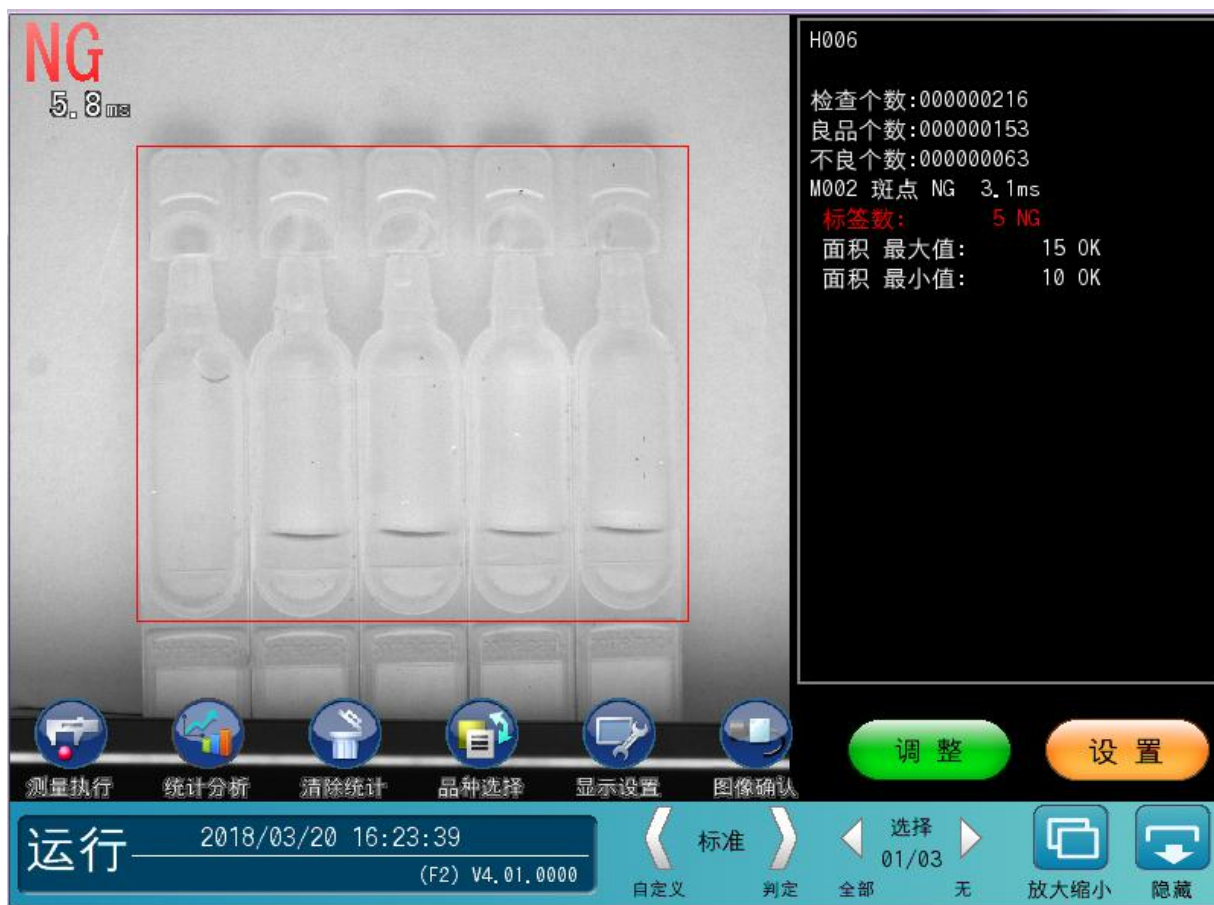 NG
5.8ms
H006
检查个数:000000216
良品个数:000000153
不良个数:000000063
M002 斑点 NG 3.1ms
标签数: 5 NG
面积 最大值: 15 OK
面积 最小值: 10 OK
调 整
设 置
测量执行
统计分析
清除统计
品种选择
显示设置
图像确认
运行
2018/03/20 16:23:39
(F2) V4.01.0000
标准
自定义
判定
选择
01/03
全部
无
放大缩小
隐藏